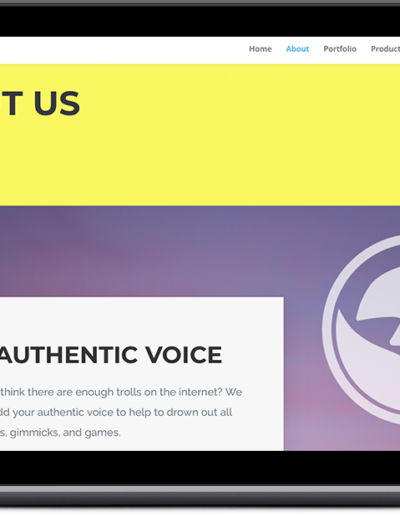 Home About Portfolio Product
T US
AUTHENTIC VOICE
think there are enough trolls on the internet? We
dd your authentic voice to help to drown out all
s, gimmicks, and games.